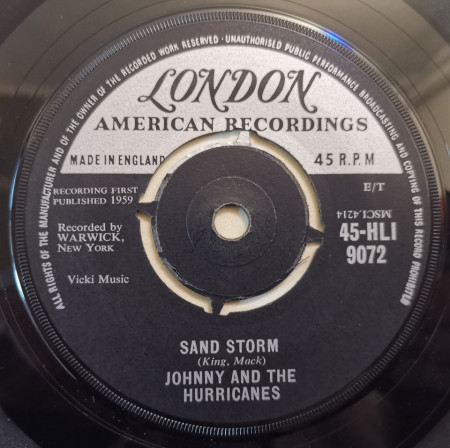 ALL RIGHTS OF THE MANUFACTURER AND OF THE OWNER OF THE RECORDED WORK RESERVED · UNAUTHORISED PUBLIC PERFORMANCE BROADCASTING AND COPYING OF THIS RECORD PROHIBITED
LONDON
AMERICAN RECORDINGS
MADE IN ENGLAND
45 R.P.M
RECORDING FIRST
PUBLISHED 1959
E/T
MSCI.4214
Recorded by
WARWICK,
New York
45-HLI
9072
Vicki Music
SAND STORM
(King, Mack)
JOHNNY AND THE
HURRICANES